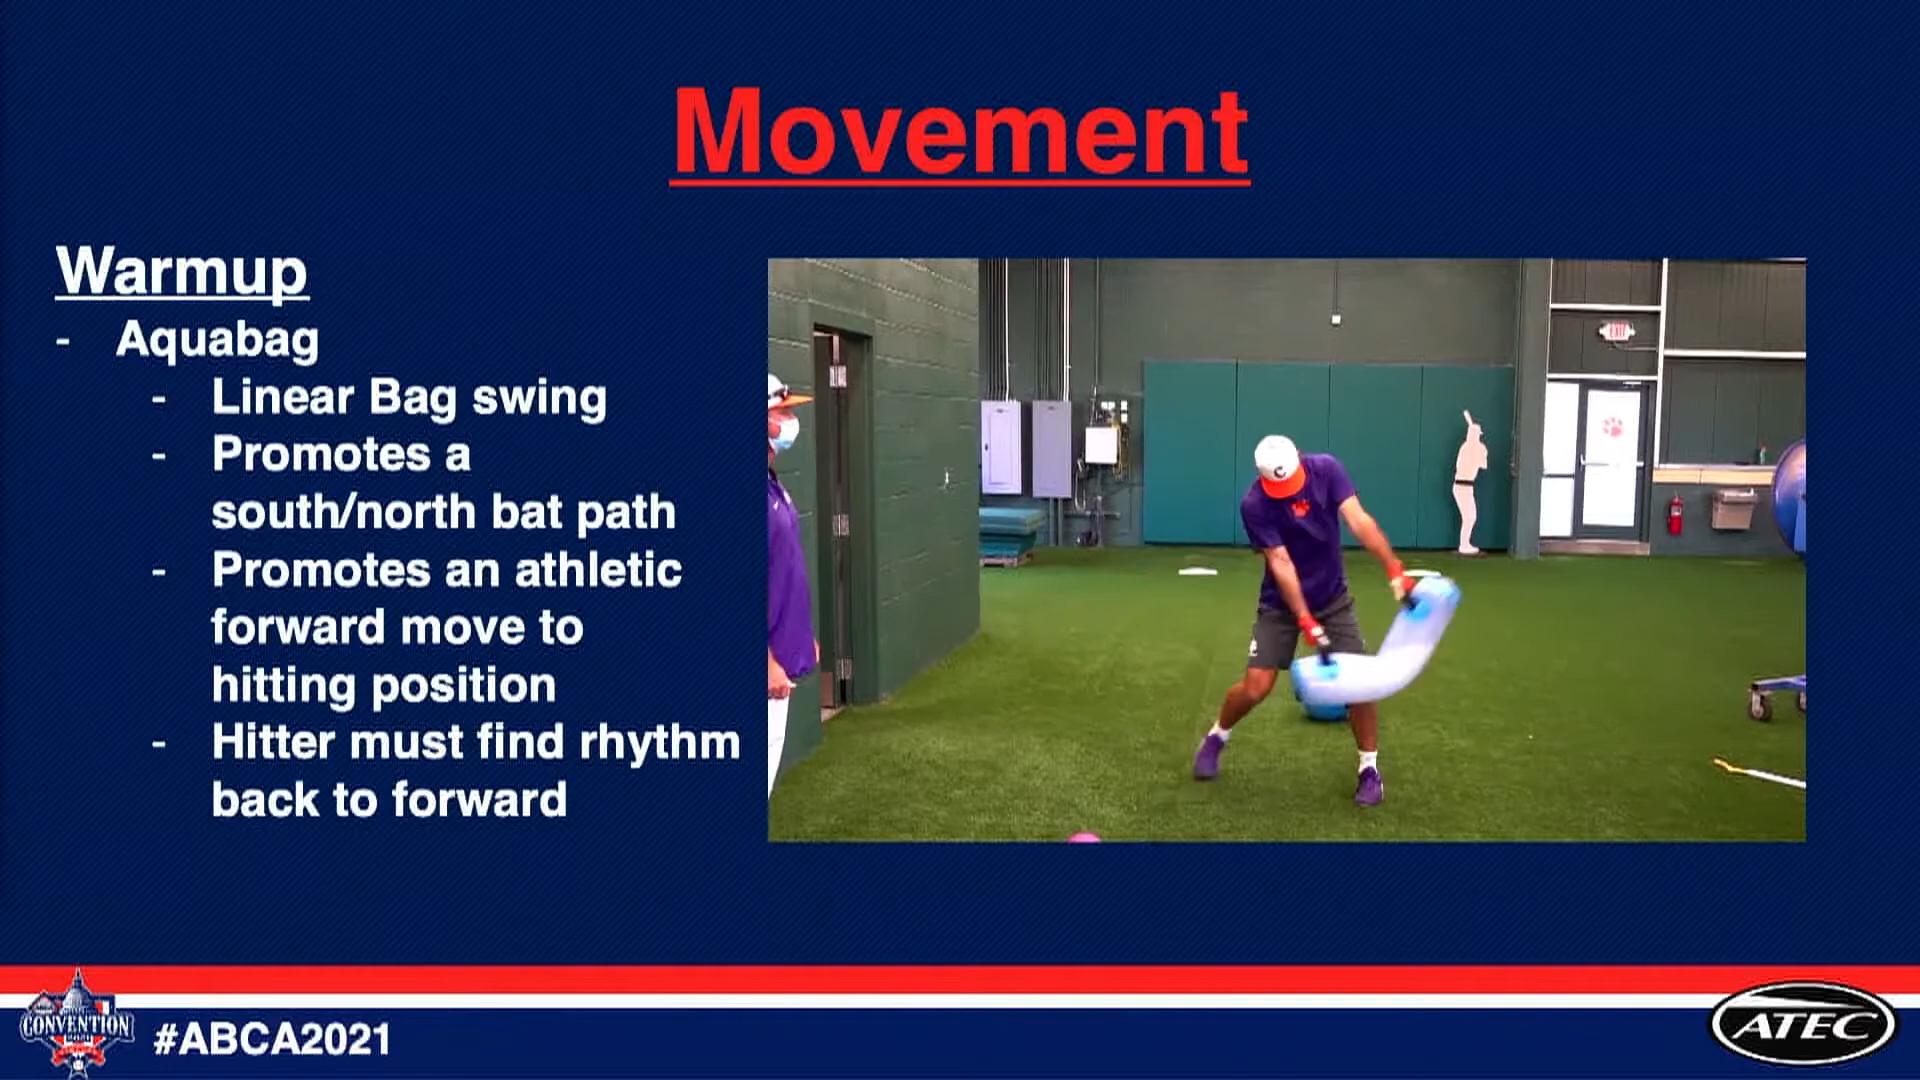 Movement
Warmup
- Aquabag
- Linear Bag swing
- Promotes a
south/north bat path
- Promotes an athletic
forward move to
hitting position
- Hitter must find rhythm
back to forward
EXIT
C
CONVENTION
#ABCA2021
ATEC